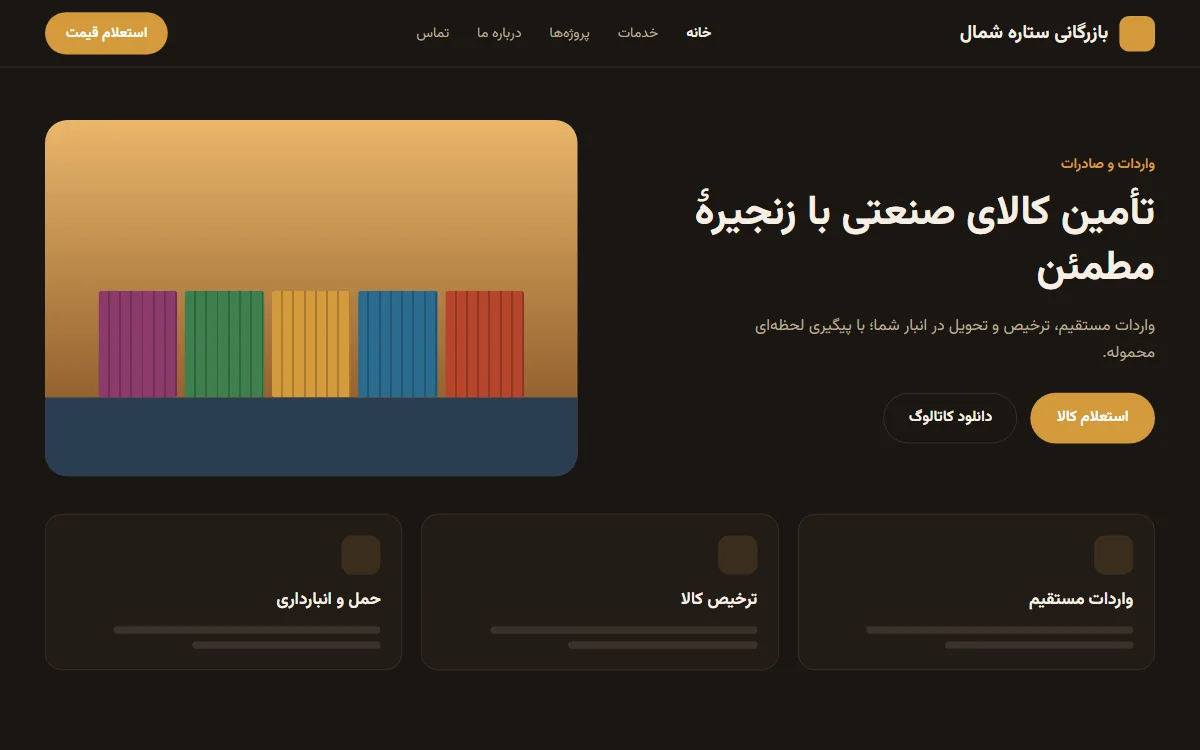 بازرگانی ستاره شمال
خانه
خدمات
پروژه‌ها
درباره ما
تماس
استعلام قیمت
واردات و صادرات
تأمین کالای صنعتی با زنجیرهٔ
مطمئن
واردات مستقیم، ترخیص و تحویل در انبار شما؛ با پیگیری لحظه‌ای
محموله.
استعلام کالا
دانلود کاتالوگ
واردات مستقیم
ترخیص کالا
حمل و انبارداری